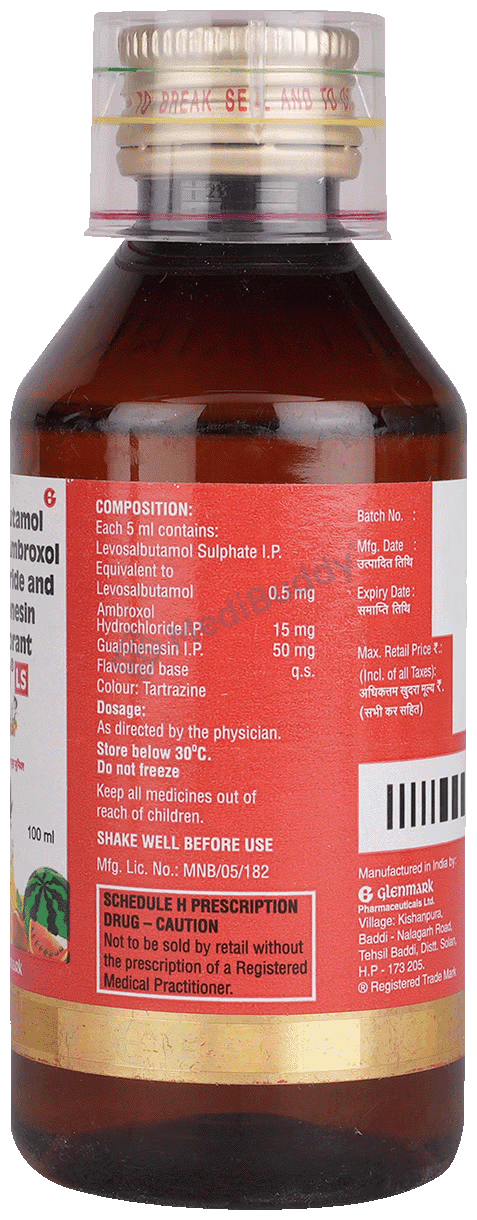 TO BREAK SEAL AND TO
COMPOSITION:
Each 5 ml contains:
Levosalbutamol Sulphate I.P.
Equivalent to
Levosalbutamol 0.5 mg
Ambroxol
Hydrochloride I.P. 15 mg
Guaiphenesin I.P. 50 mg
Flavoured base q.s.
Colour: Tartrazine
Dosage:
As directed by the physician.
Store below 30°C.
Do not freeze
Keep all medicines out of
reach of children.
SHAKE WELL BEFORE USE
Mfg. Lic. No.: MNB/05/182
SCHEDULE H PRESCRIPTION
DRUG – CAUTION
Not to be sold by retail without
the prescription of a Registered
Medical Practitioner.
utamol
mbroxol
ride and
nesin
rant
LS
100 ml
Batch No. :
Mfg. Date :
उत्पादित तिथि
Expiry Date :
समाप्ति तिथि
Max. Retail Price ₹.:
(Incl. of all Taxes):
अधिकतम खुदरा मूल्य ₹.
(सभी कर सहित)
Manufactured in India by:
glenmark
Pharmaceuticals Ltd.
Village: Kishanpura,
Baddi - Nalagarh Road,
Tehsil Baddi, Distt. Solan,
H.P - 173 205.
® Registered Trade Mark
MediBuddy